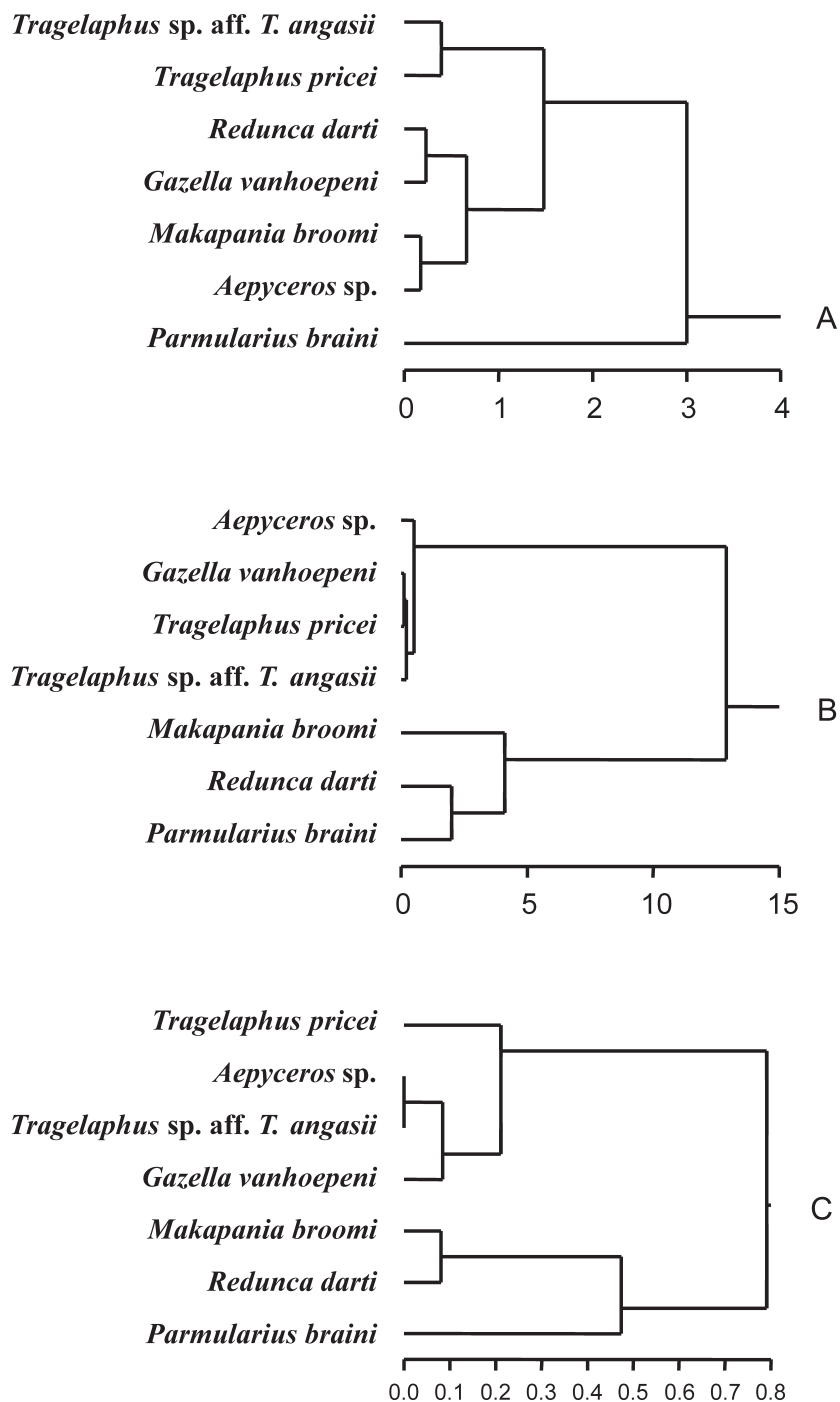 Tragelaphus sp. aff. T. angasii
Tragelaphus pricei
Redunca darti
Gazella vanhoepeni
Makapania broomi
Aepyceros sp.
Parmularius braini
A
0 1 2 3 4
Aepyceros sp.
Gazella vanhoepeni
Tragelaphus pricei
Tragelaphus sp. aff. T. angasii
Makapania broomi
Redunca darti
Parmularius braini
B
0 5 10 15
Tragelaphus pricei
Aepyceros sp.
Tragelaphus sp. aff. T. angasii
Gazella vanhoepeni
Makapania broomi
Redunca darti
Parmularius braini
C
0.0 0.1 0.2 0.3 0.4 0.5 0.6 0.7 0.8